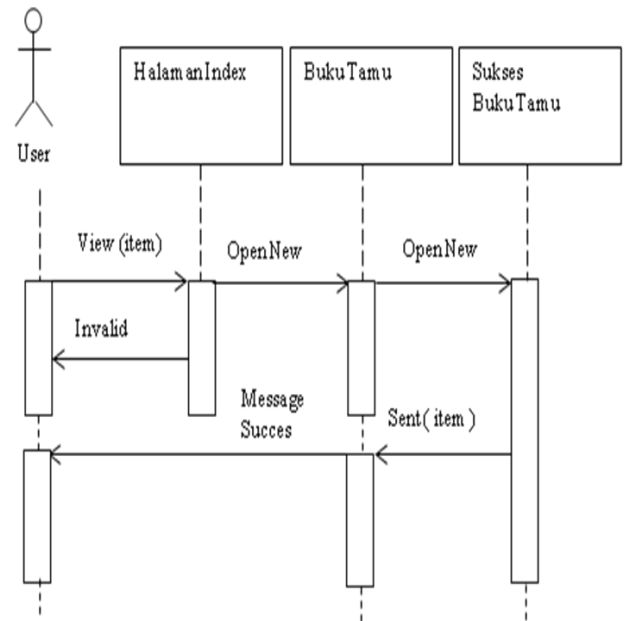 HalamanIndex
BukuTamu
Sukses
BukuTamu
User
View (item)
OpenNew
OpenNew
Invalid
Message
Succes
Sent( item )